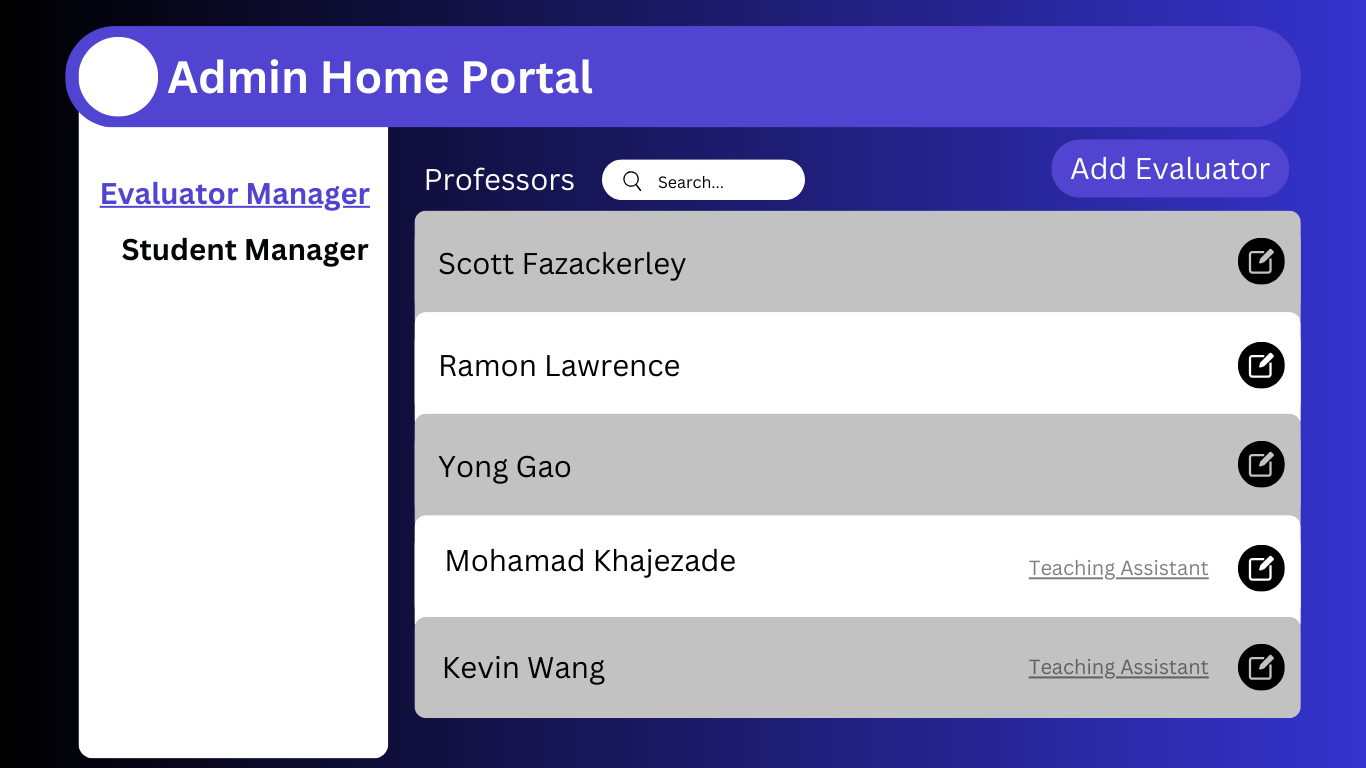 Admin Home Portal
Evaluator Manager
Student Manager
Professors
Search...
Add Evaluator
Scott Fazackerley
Ramon Lawrence
Yong Gao
Mohamad Khajezade
Teaching Assistant
Kevin Wang
Teaching Assistant